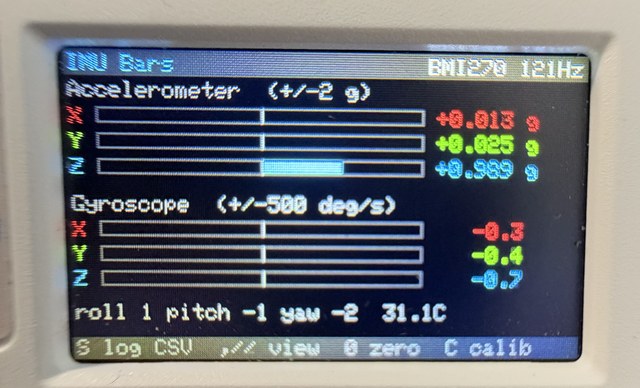 IMU Bars BMI270 121Hz
Accelerometer (+/-2 g)
X +0.013 g
Y +0.025 g
Z +0.989 g
Gyroscope (+/-500 deg/s)
X -0.3
Y -0.4
Z -0.7
roll 1 pitch -1 yaw -2 31.1C
S log CSV ,./ view 0 zero C calib